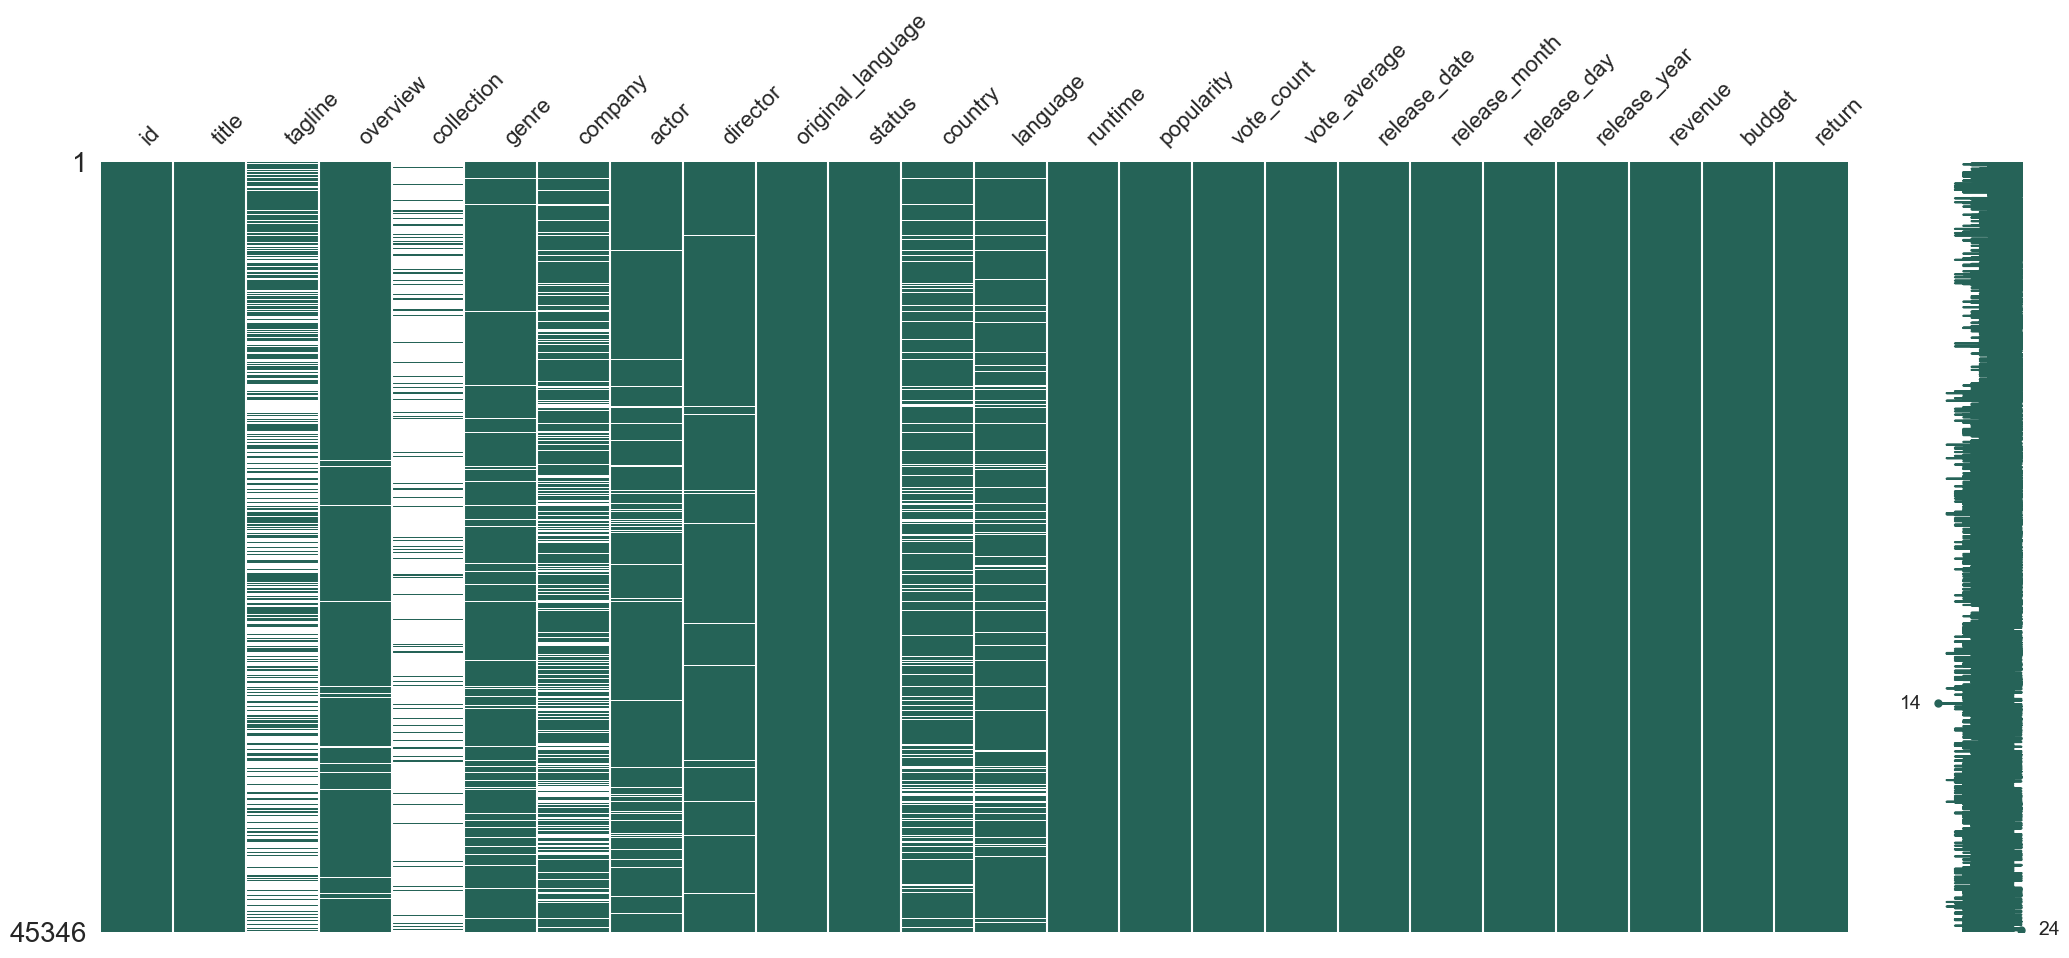 id
title
tagline
overview
collection
genre
company
actor
director
original_language
status
country
language
runtime
popularity
vote_count
vote_average
release_date
release_month
release_day
release_year
revenue
budget
return
1
14
45346
24